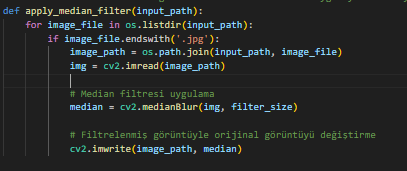 def apply_median_filter(input_path):
    for image_file in os.listdir(input_path):
        if image_file.endswith('.jpg'):
            image_path = os.path.join(input_path, image_file)
            img = cv2.imread(image_path)

            # Median filtresi uygulama
            median = cv2.medianBlur(img, filter_size)

            # Filtrelenmiş görüntüyle orijinal görüntüyü değiştirme
            cv2.imwrite(image_path, median)